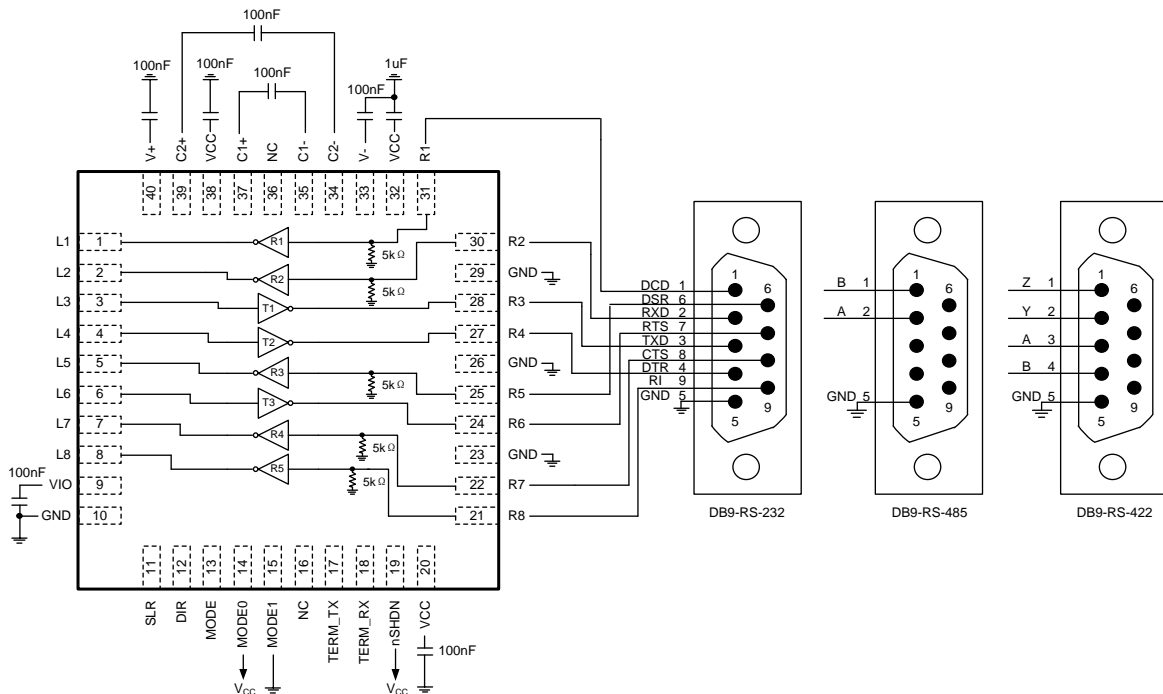 100nF
100nF 100nF 100nF 1uF
100nF
V+ C2+ VCC C1+ NC C1- C2- V- VCC R1
40 39 38 37 36 35 34 33 32 31
L1 1 R1 5kΩ 30 R2
L2 2 R2 5kΩ 29 GND
L3 3 T1 28 R3
L4 4 T2 27 R4
L5 5 R3 5kΩ 26 GND
L6 6 T3 25 R5
L7 7 R4 5kΩ 24 R6
L8 8 R5 5kΩ 23 GND
100nF
VIO 9 22 R7
GND 10 21 R8
11 12 13 14 15 16 17 18 19 20
SLR DIR MODE MODE0 MODE1 NC TERM_TX TERM_RX nSHDN VCC
100nF
VCC VCC
DCD 1
DSR 6
RXD 2
RTS 7
TXD 3
CTS 8
DTR 4
RI 9
GND 5
1 6
5 9
DB9-RS-232
B 1
A 2
GND 5
1 6
5 9
DB9-RS-485
Z 1
Y 2
A 3
B 4
GND 5
1 6
5 9
DB9-RS-422